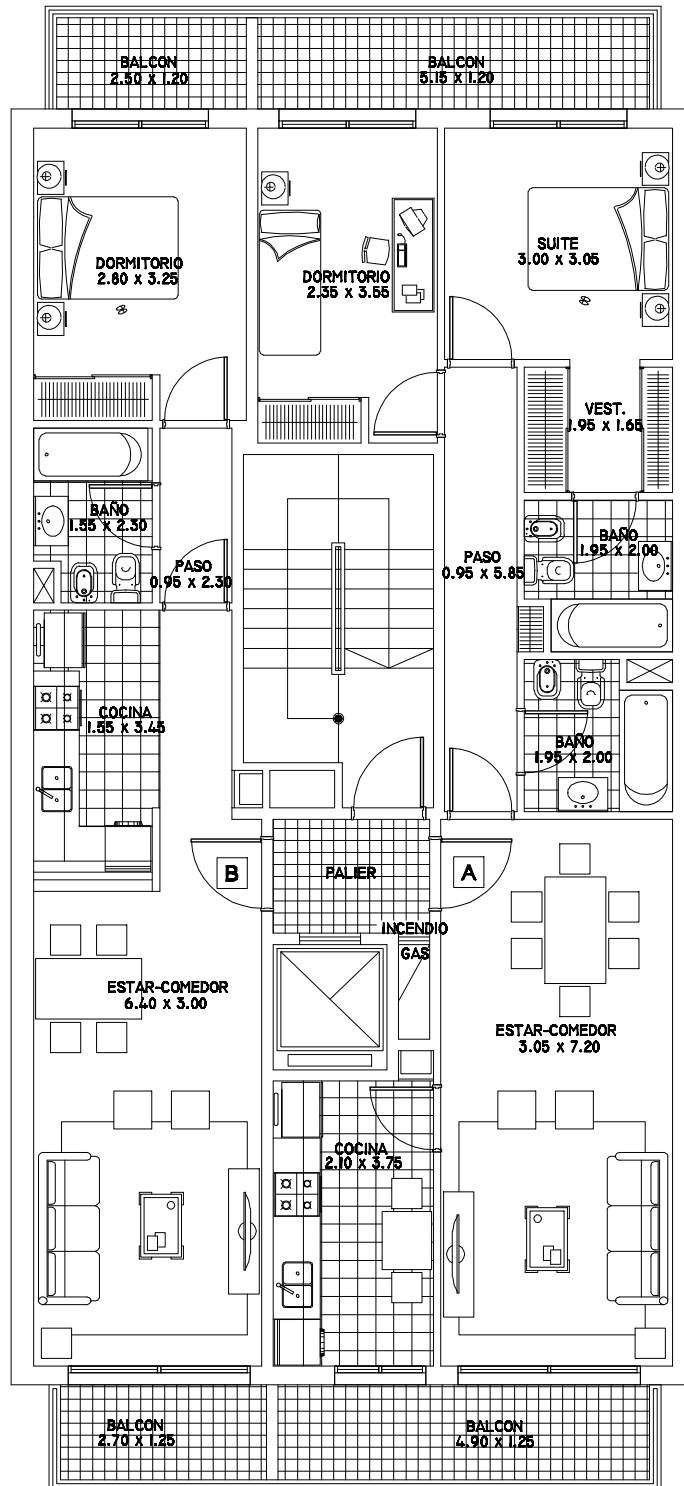 BALCON
2.50 x 1.20
BALCON
5.15 x 1.20
DORMITORIO
2.80 x 3.25
DORMITORIO
2.35 x 3.55
SUITE
3.00 x 3.05
VEST.
1.95 x 1.65
BAÑO
1.55 x 2.30
PASO
0.95 x 2.30
PASO
0.95 x 5.85
BAÑO
1.95 x 2.00
COCINA
1.55 x 3.45
BAÑO
1.95 x 2.00
B
PALIER
A
INCENDIO
GAS
ESTAR-COMEDOR
6.40 x 3.00
ESTAR-COMEDOR
3.05 x 7.20
COCINA
2.10 x 3.75
BALCON
2.70 x 1.25
BALCON
4.90 x 1.25